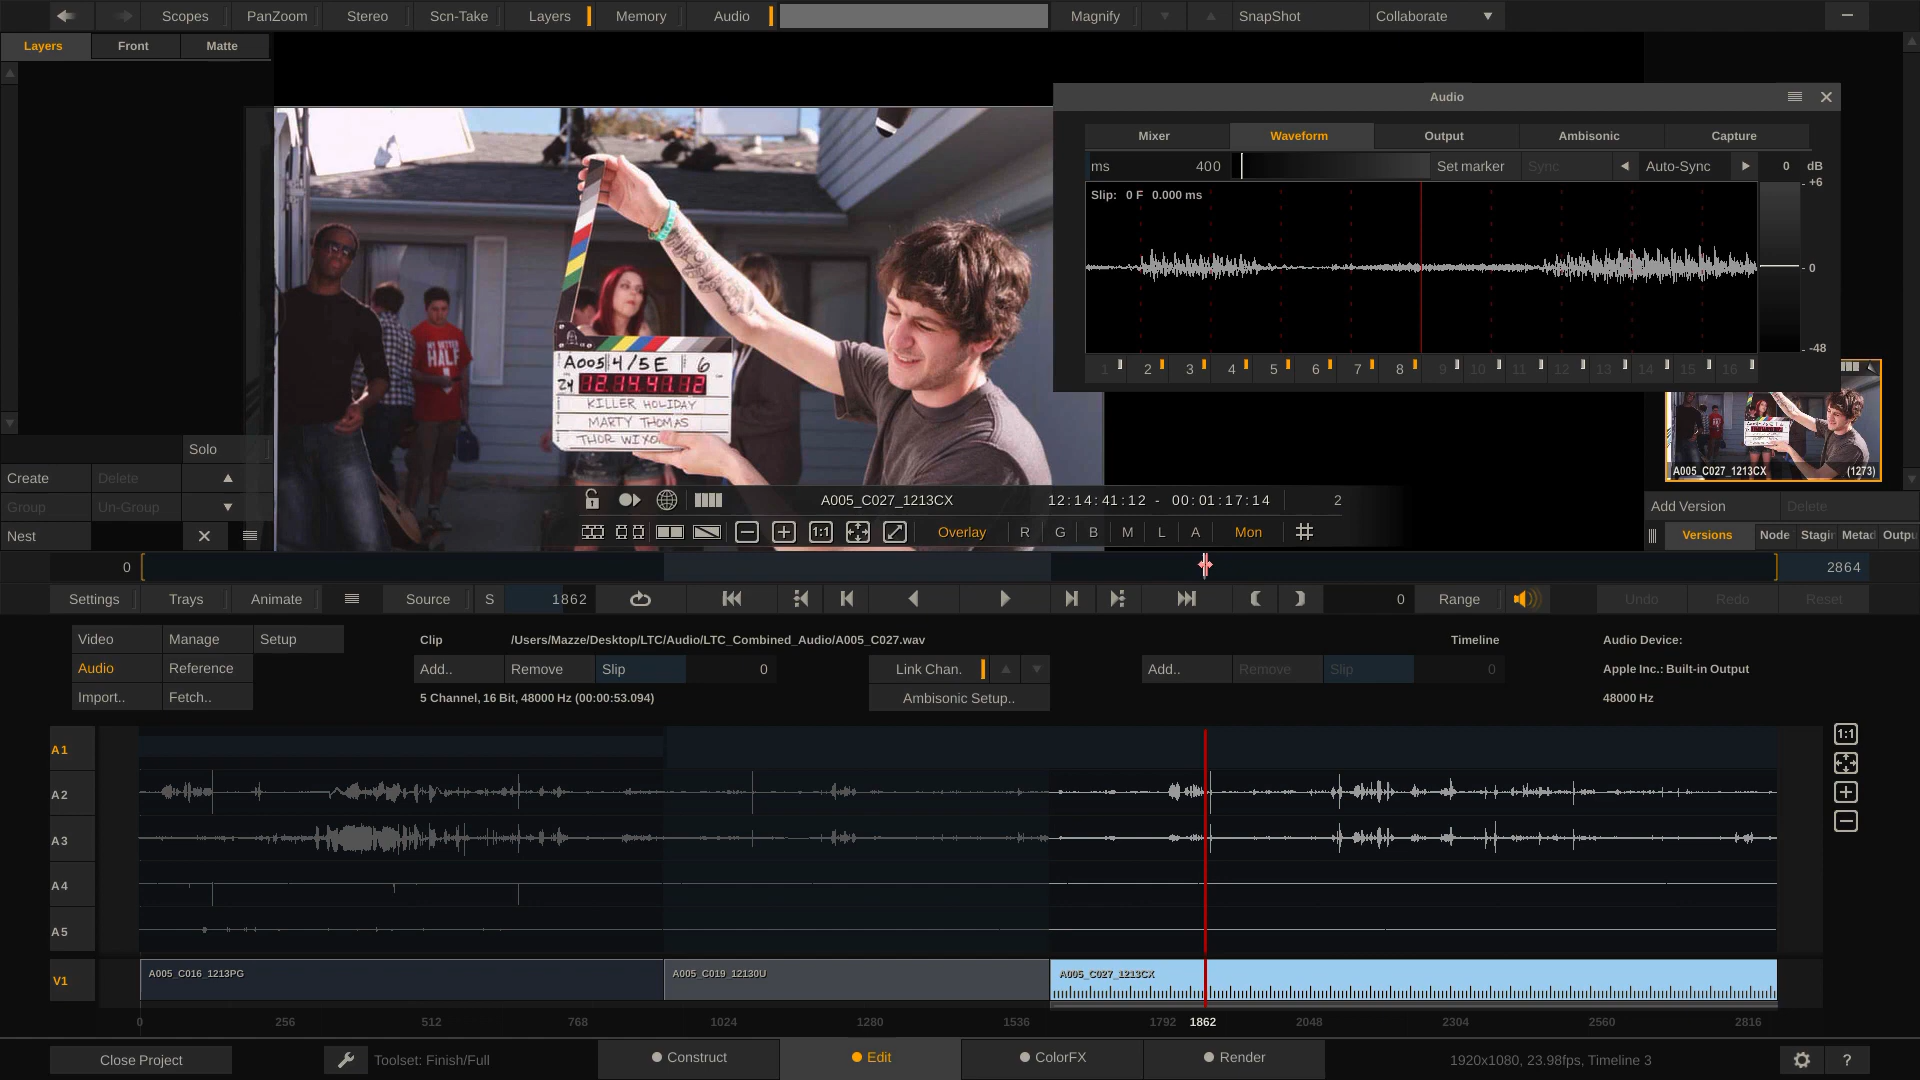 Scopes PanZoom Stereo Scn-Take Layers Memory Audio Magnify SnapShot Collaborate
Layers Front Matte
Audio
Mixer Waveform Output Ambisonic Capture
ms 400 Set marker Sync Auto-Sync 0 dB
+6
Slip: 0 F 0.000 ms
0
-48
1 2 3 4 5 6 7 8 9 10 11 12 13 14 15 16
MY BETTER HALF
A005 4/5E 6
24 12.14.41.12
KILLER HOLIDAY
MARTY THOMAS
A005_C027_1213CX (1273)
Solo
Create Delete
Group Un-Group
Nest
A005_C027_1213CX 12:14:41:12 - 00:01:17:14 2
1:1 Overlay R G B M L A Mon
Add Version Delete
Versions Node Stagi Metad Outpu
0 2864
Settings Trays Animate Source S 1862 0 Range Undo Redo Reset
Video Manage Setup
Audio Reference
Import.. Fetch..
Clip /Users/Mazze/Desktop/LTC/Audio/LTC_Combined_Audio/A005_C027.wav Timeline Audio Device:
Add.. Remove Slip 0 Link Chan. Add.. Remove Slip 0 Apple Inc.: Built-in Output
5 Channel, 16 Bit, 48000 Hz (00:00:53.094) Ambisonic Setup.. 48000 Hz
A1 1:1
A2
A3
A4
A5
V1 A005_C016_1213PG A005_C019_12130U A005_C027_1213CX
0 256 512 768 1024 1280 1536 1792 1862 2048 2304 2560 2816
Close Project Toolset: Finish/Full Construct Edit ColorFX Render 1920x1080, 23.98fps, Timeline 3 ?